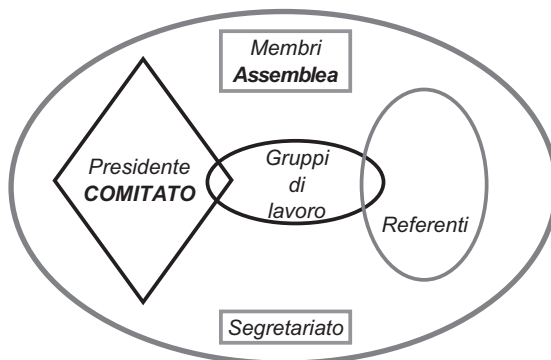 Membri
Assemblea
Presidente
COMITATO
Gruppi
di
lavoro
Referenti
Segretariato